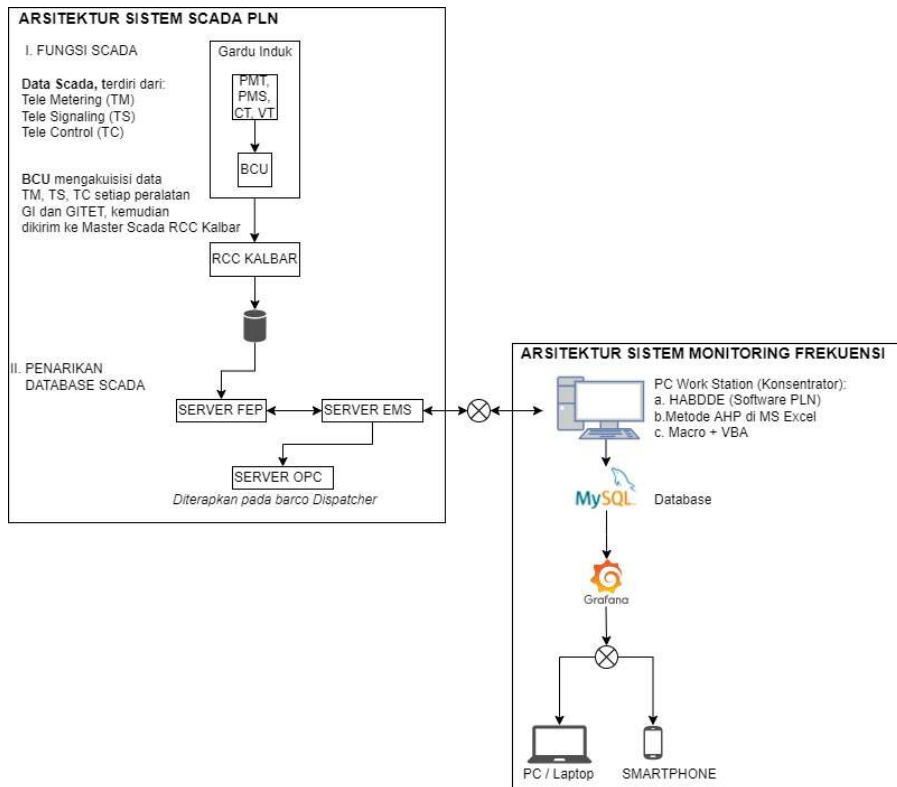 ARSITEKTUR SISTEM SCADA PLN
I. FUNGSI SCADA
Data Scada, terdiri dari:
Tele Metering (TM)
Tele Signaling (TS)
Tele Control (TC)
Gardu Induk
PMT,
PMS,
CT, VT
BCU
BCU mengakuisisi data
TM, TS, TC setiap peralatan
GI dan GITET, kemudian
dikirim ke Master Scada RCC Kalbar
RCC KALBAR
II. PENARIKAN
DATABASE SCADA
SERVER FEP
SERVER EMS
SERVER OPC
Diterapkan pada barco Dispatcher
ARSITEKTUR SISTEM MONITORING FREKUENSI
PC Work Station (Konsentrator):
a. HABDDE (Software PLN)
b.Metode AHP di MS Excel
c. Macro + VBA
MySQL
Database
Grafana
PC / Laptop
SMARTPHONE